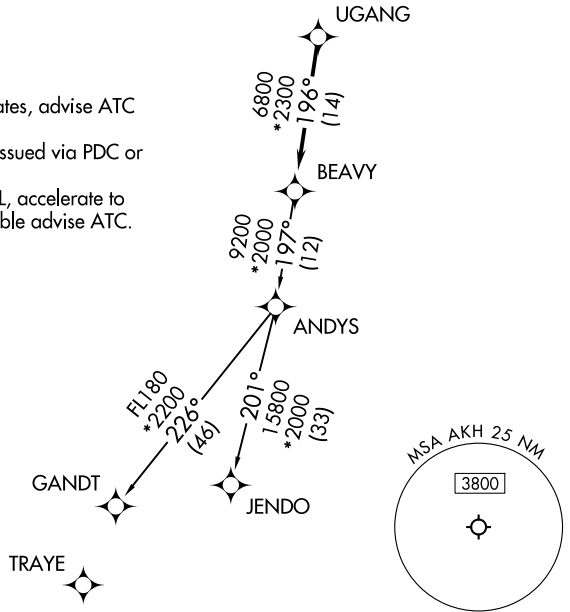 UGANG
ates, advise ATC
ssued via PDC or
L, accelerate to
ble advise ATC.
6800
*2300
196°
(14)
BEAVY
9200
*2000
197°
(12)
ANDYS
FL180
*2200
226°
(46)
201°
15800
*2000
(33)
GANDT
JENDO
TRAYE
MSA AKH 25 NM
3800